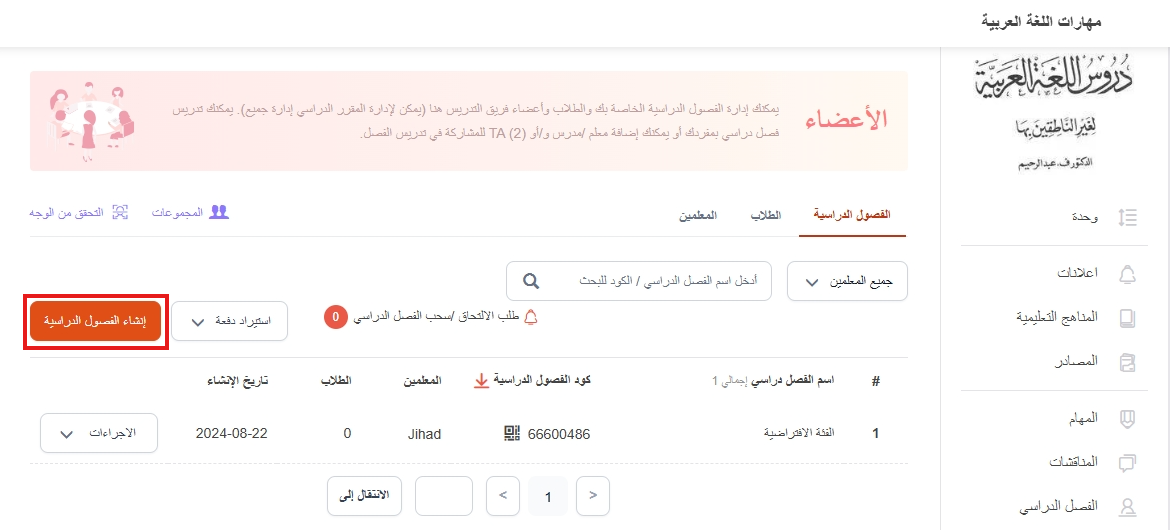 مهارات اللغة العربية
دروس اللغة العربية
لغير الناطقين بها
الدكتور ف. عبد الرحيم
وحدة
اعلانات
المناهج التعليمية
المصادر
المهام
المناقشات
الفصل الدراسي
الأعضاء
يمكنك إدارة الفصول الدراسية الخاصة بك والطلاب وأعضاء فريق التدريس هنا (يمكن لإدارة المقرر الدراسي إدارة جميع). يمكنك تدريس
فصل دراسي بمفردك أو يمكنك إضافة معلم /مدرس و/أو TA (2) للمشاركة في تدريس الفصل.
الفصول الدراسية الطلاب المعلمين المجموعات التحقق من الوجه
جميع المعلمين أدخل اسم الفصل الدراسي / الكود للبحث
طلب الالتحاق /سحب الفصل الدراسي 0 استيراد دفعة إنشاء الفصول الدراسية
# اسم الفصل دراسي إجمالي 1 كود الفصول الدراسية المعلمين الطلاب تاريخ الإنشاء
1 الفئة الافتراضية 66600486 Jihad 0 2024-08-22 الاجراءات
< 1 > الانتقال إلى